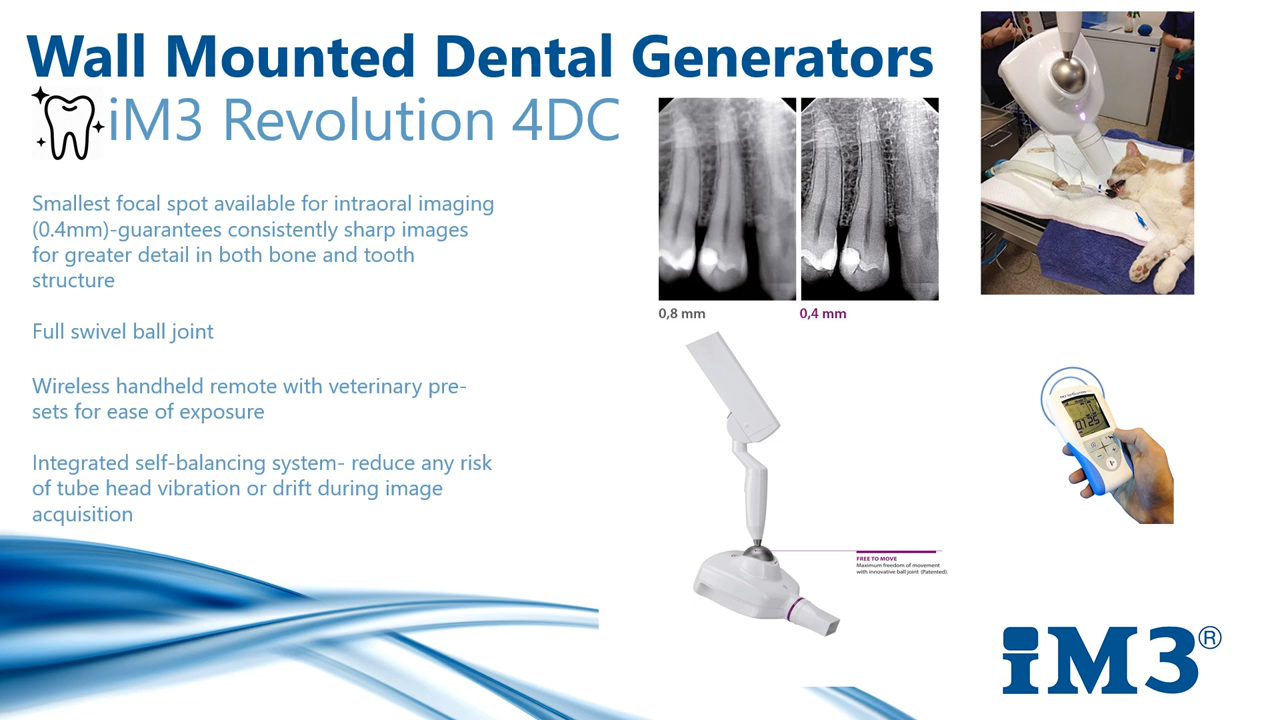 Wall Mounted Dental Generators
iM3 Revolution 4DC
Smallest focal spot available for intraoral imaging
(0.4mm)-guarantees consistently sharp images
for greater detail in both bone and tooth
structure
Full swivel ball joint
Wireless handheld remote with veterinary pre-
sets for ease of exposure
Integrated self-balancing system- reduce any risk
of tube head vibration or drift during image
acquisition
0,8 mm
0,4 mm
FREE TO MOVE
Maximum freedom of movement
with innovative ball joint (Patented).
0.125
iM3®